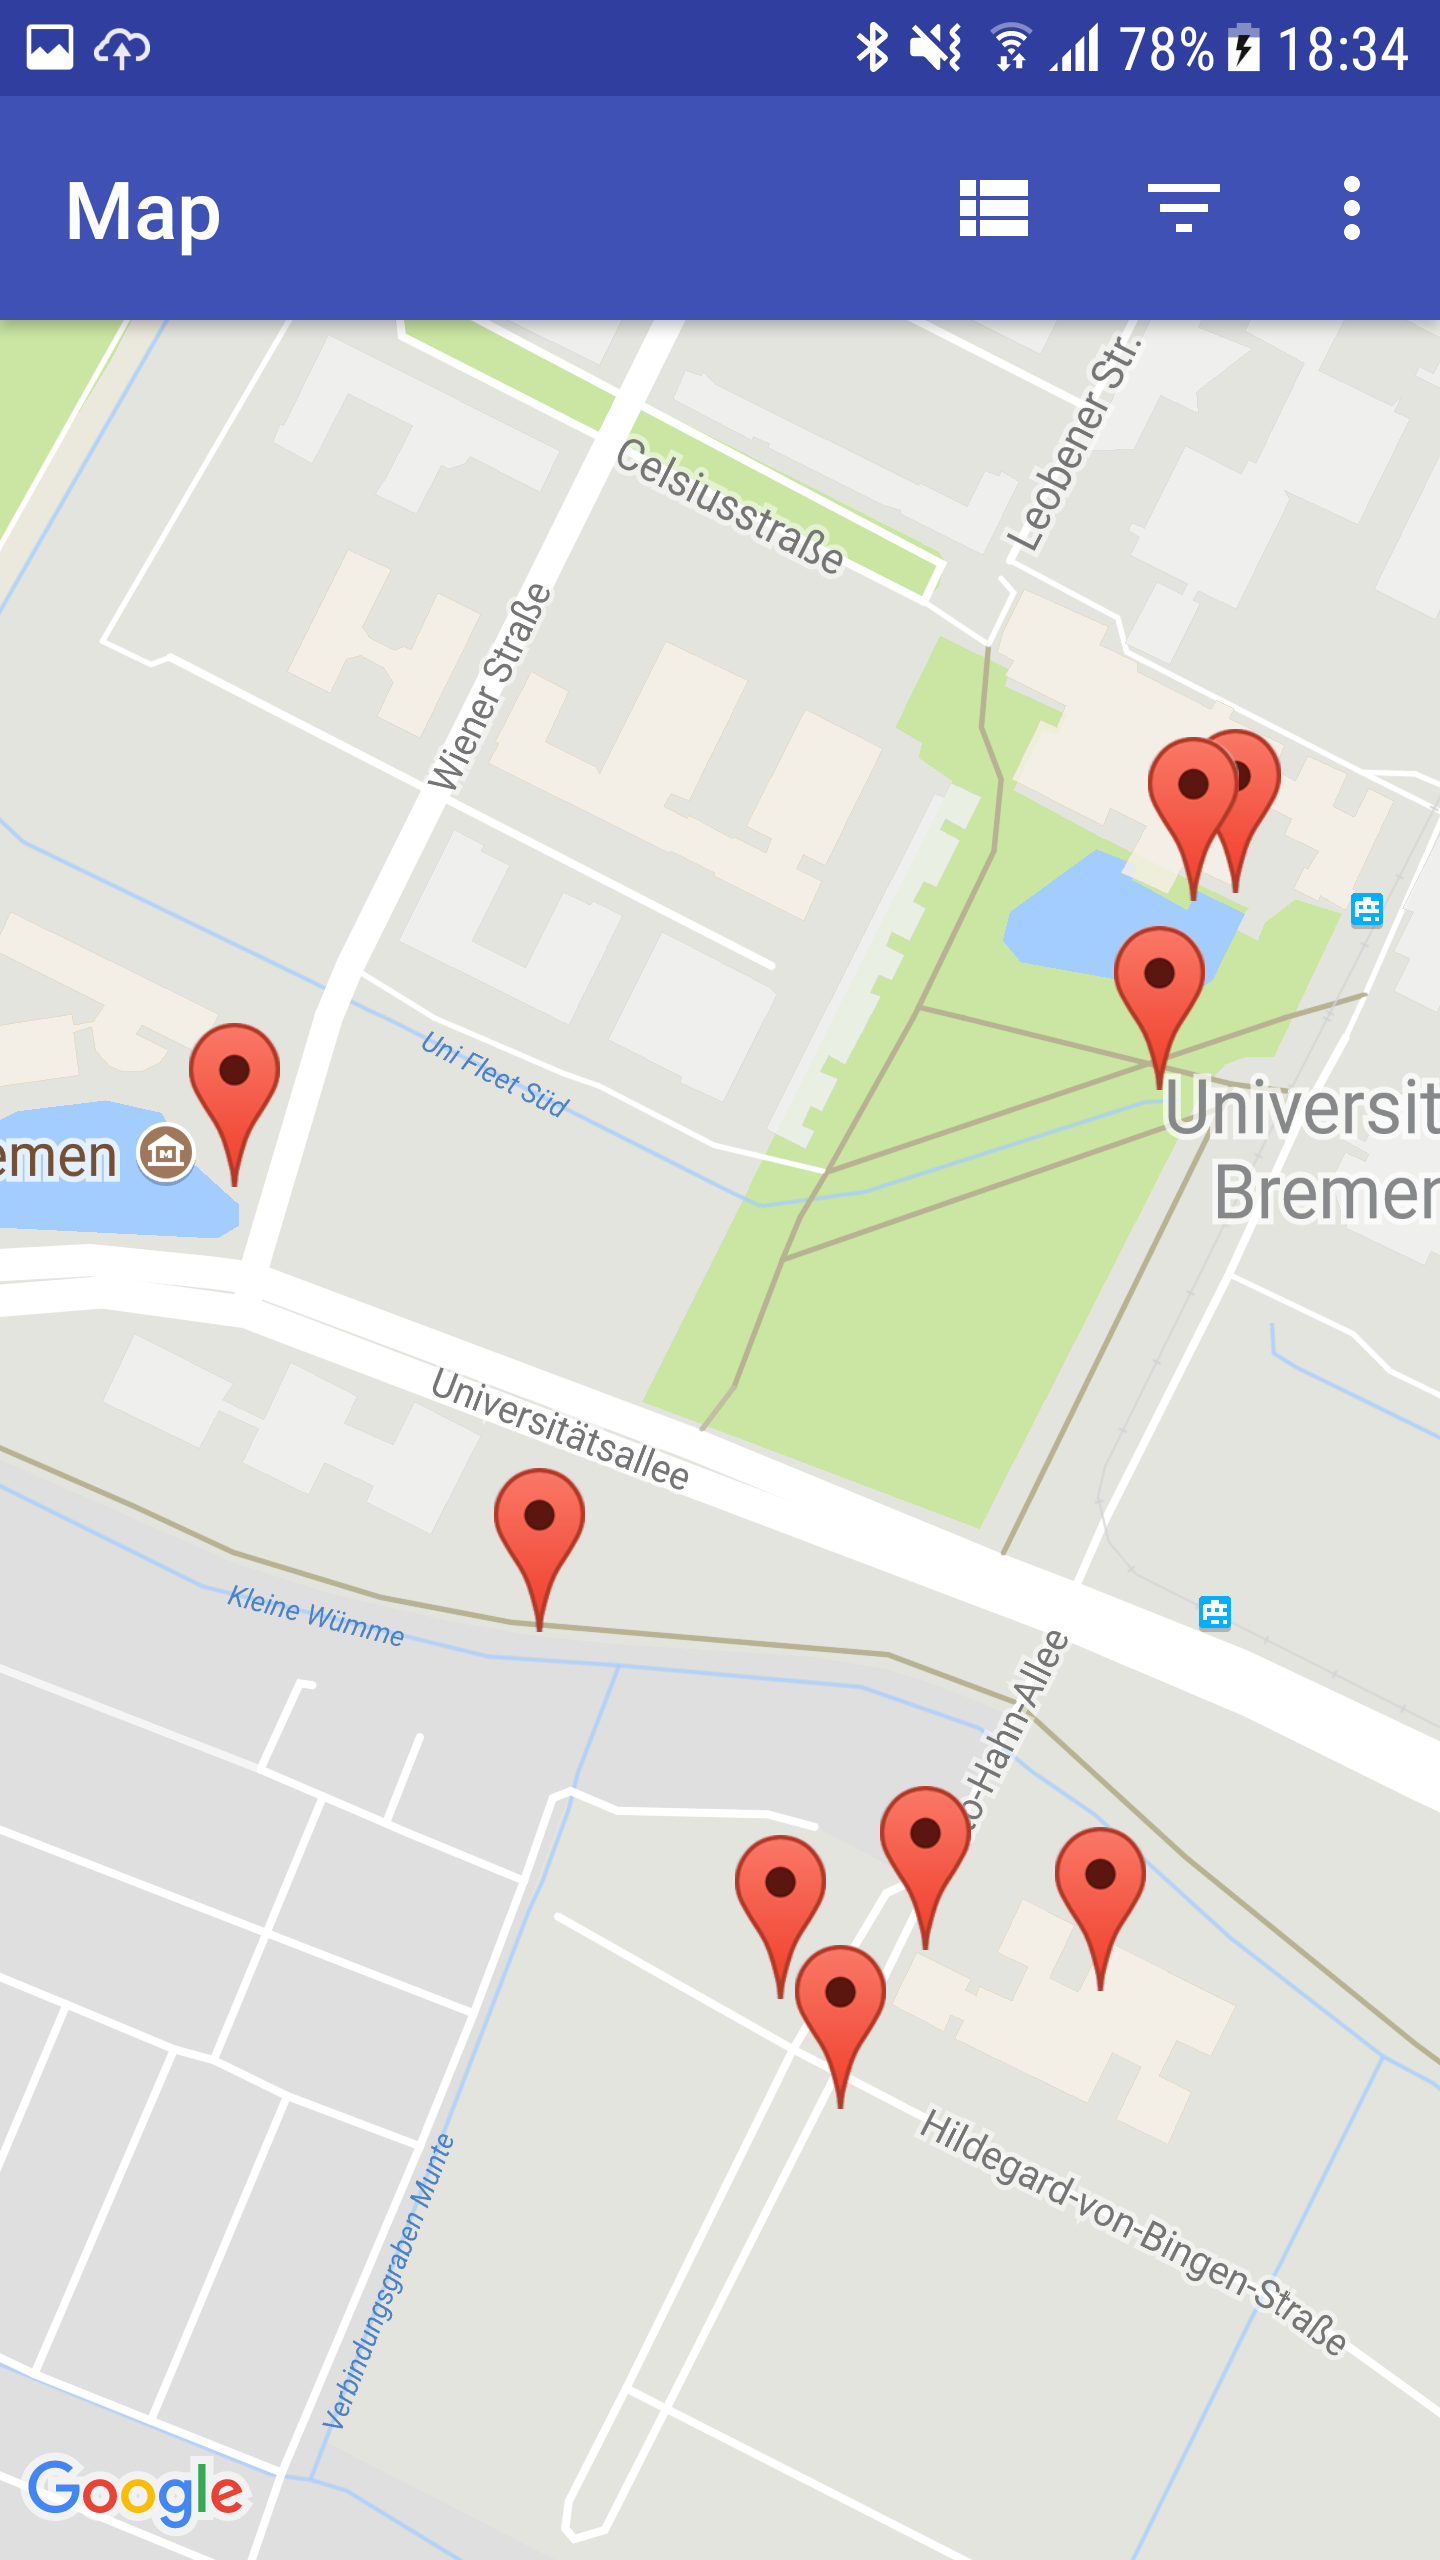 78% 18:34
Map
Leobener Str.
Celsiusstraße
Wiener Straße
Uni Fleet Süd
emen
Universit
Bremen
Universitätsallee
Kleine Wümme
to-Hahn-Allee
Hildegard-von-Bingen-Straße
Verbindungsgraben Munte
Google